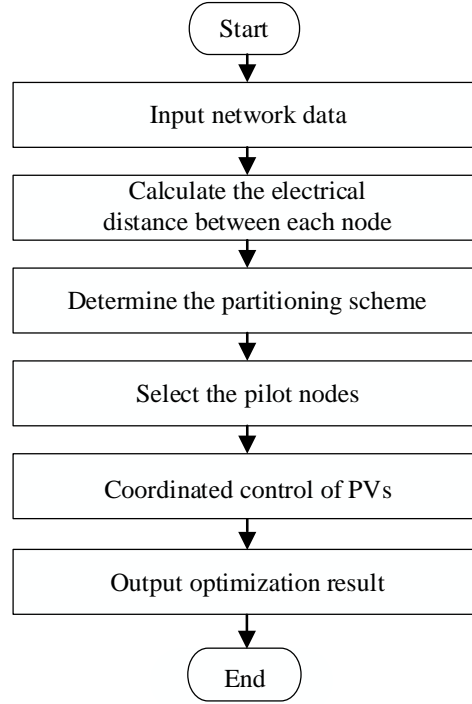 Start
Input network data
Calculate the electrical
distance between each node
Determine the partitioning scheme
Select the pilot nodes
Coordinated control of PVs
Output optimization result
End